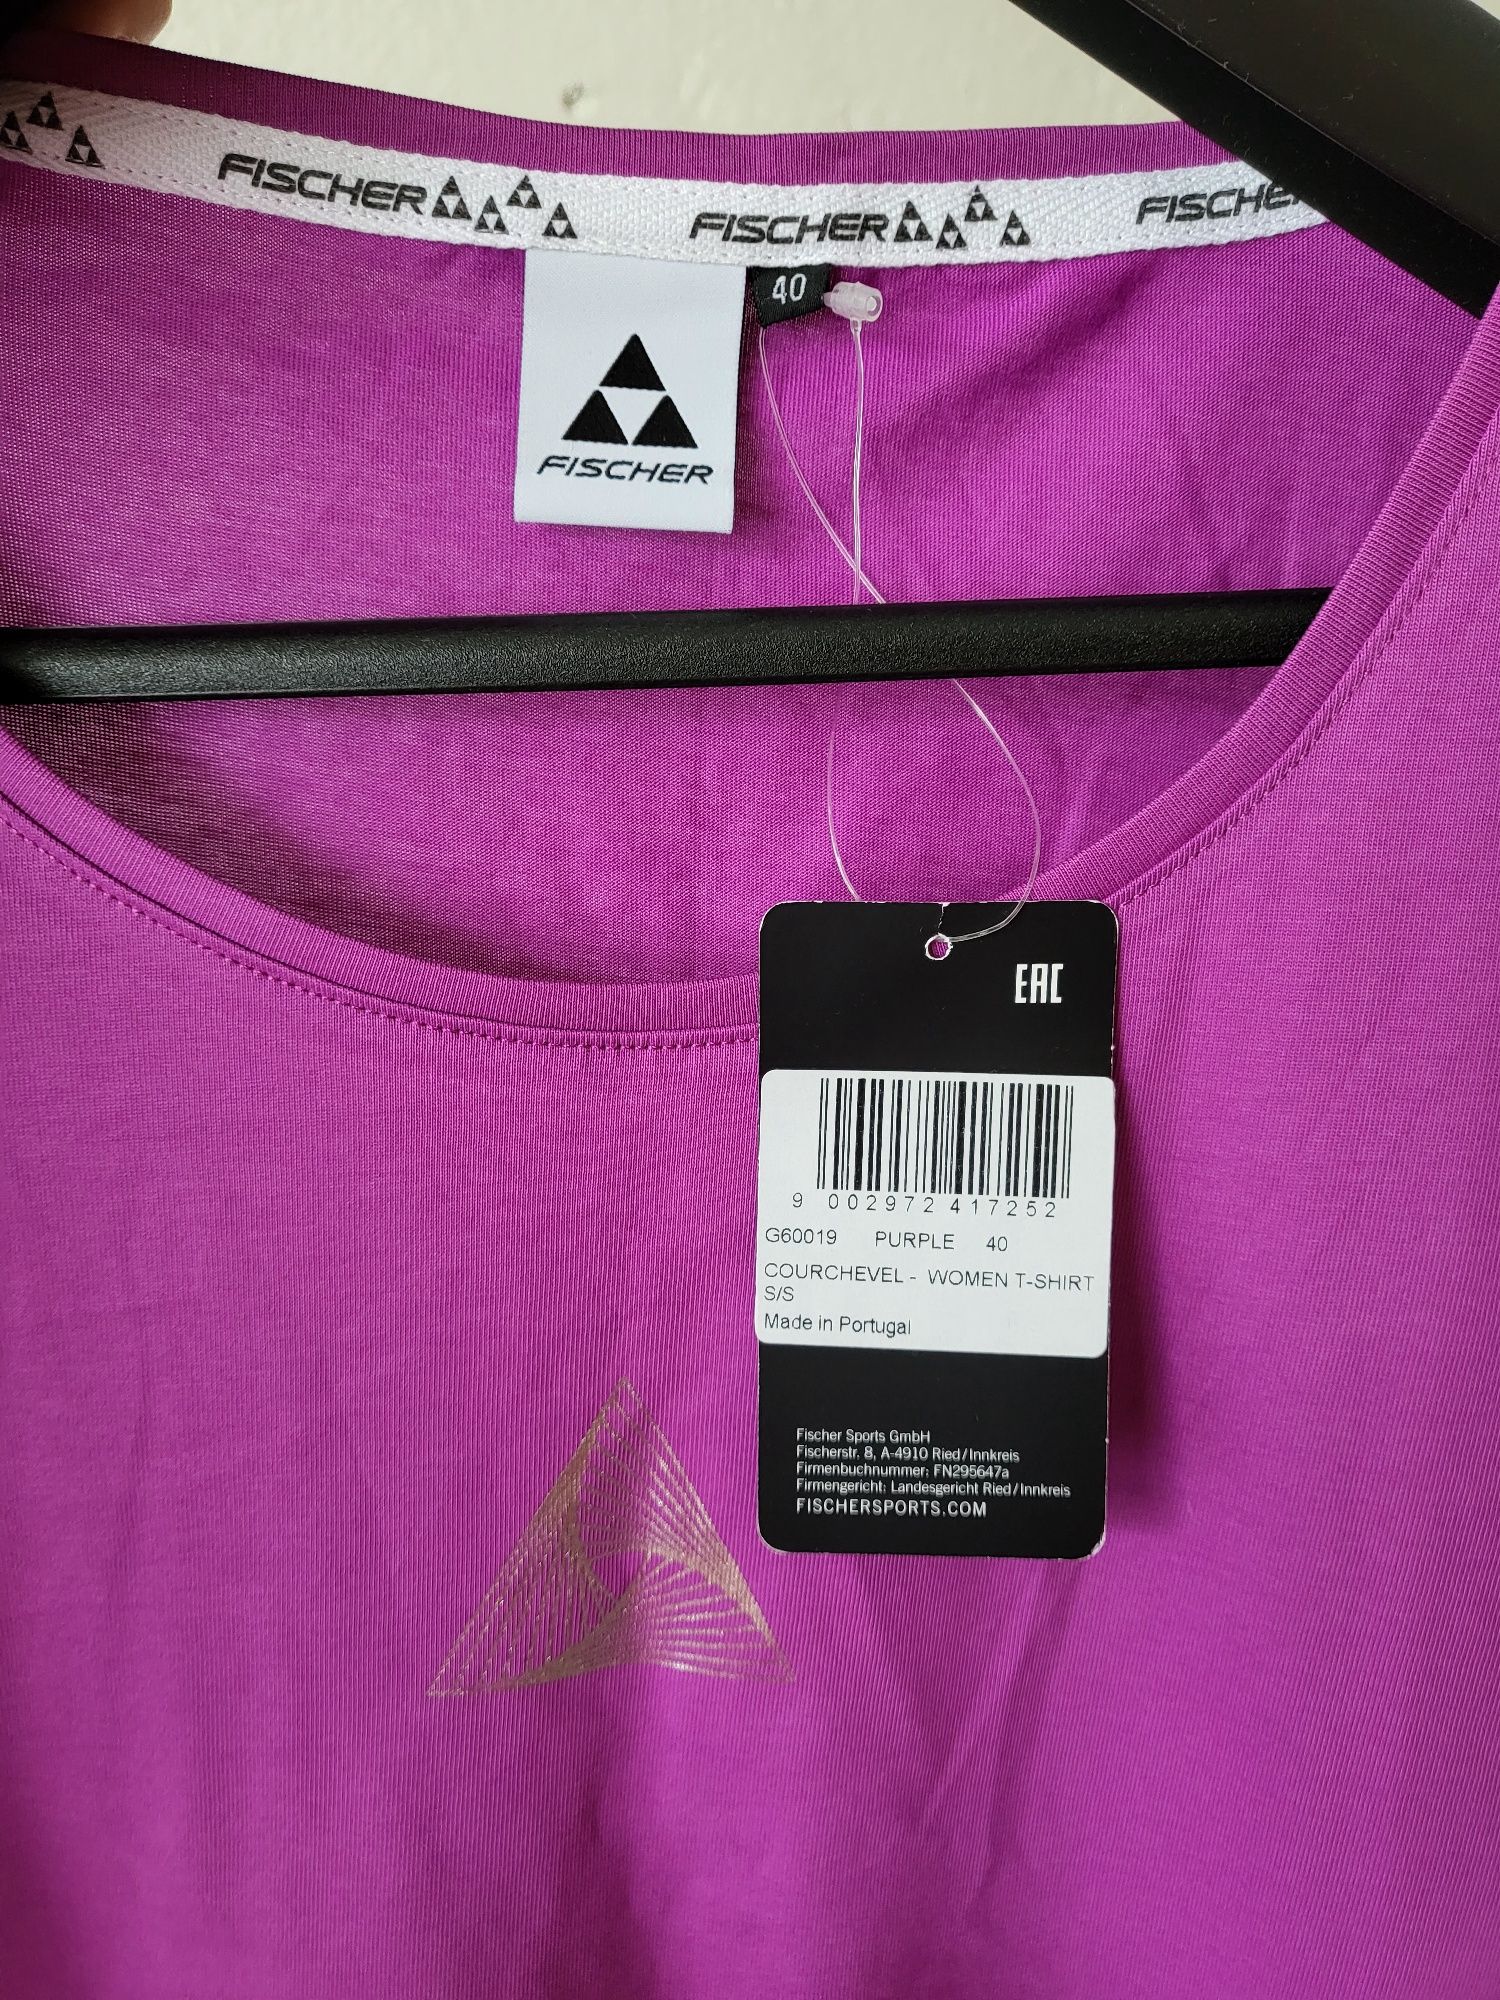 FISCHER FISCHER FISCHE
40
FISCHER
EAC
9 002972 417252
G60019 PURPLE 40
COURCHEVEL - WOMEN T-SHIRT
S/S
Made in Portugal
Fischer Sports GmbH
Fischerstr. 8, A-4910 Ried/Innkreis
Firmenbuchnummer: FN295647a
Firmengericht: Landesgericht Ried/Innkreis
FISCHERSPORTS.COM